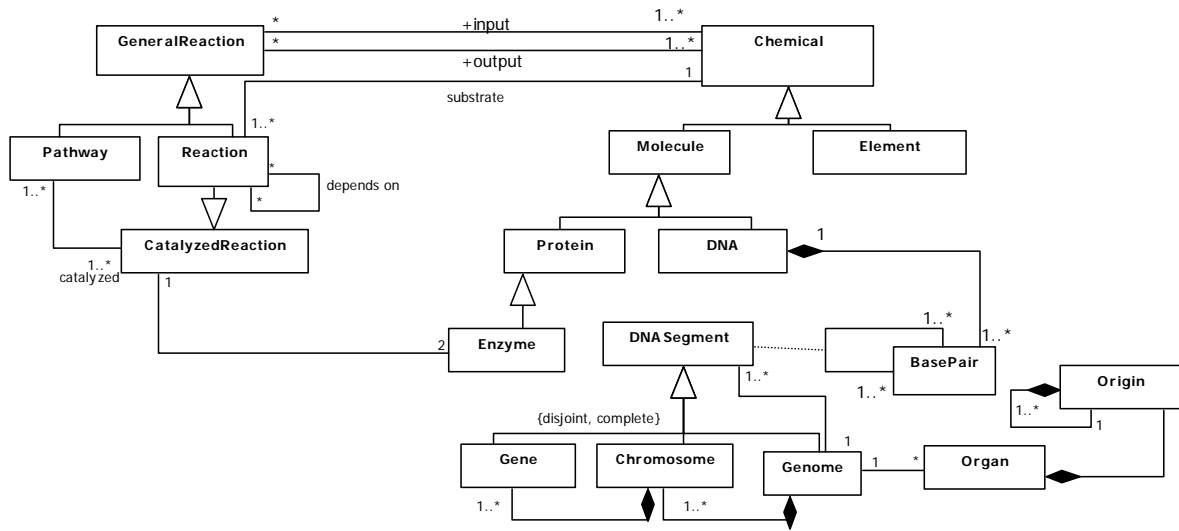 * +input 1..*
GeneralReaction Chemical
* 1..*
+output
1
substrate
1..*
Molecule Element
Pathway Reaction
*
depends on
1..* *
CatalyzedReaction Protein DNA 1
1..*
catalyzed 1
1..*
Enzyme DNASegment 1..*
2 BasePair
1..* 1..* Origin
1..* 1
{disjoint, complete}
Gene Chromosome 1
Genome 1 * Organ
1..* 1..*